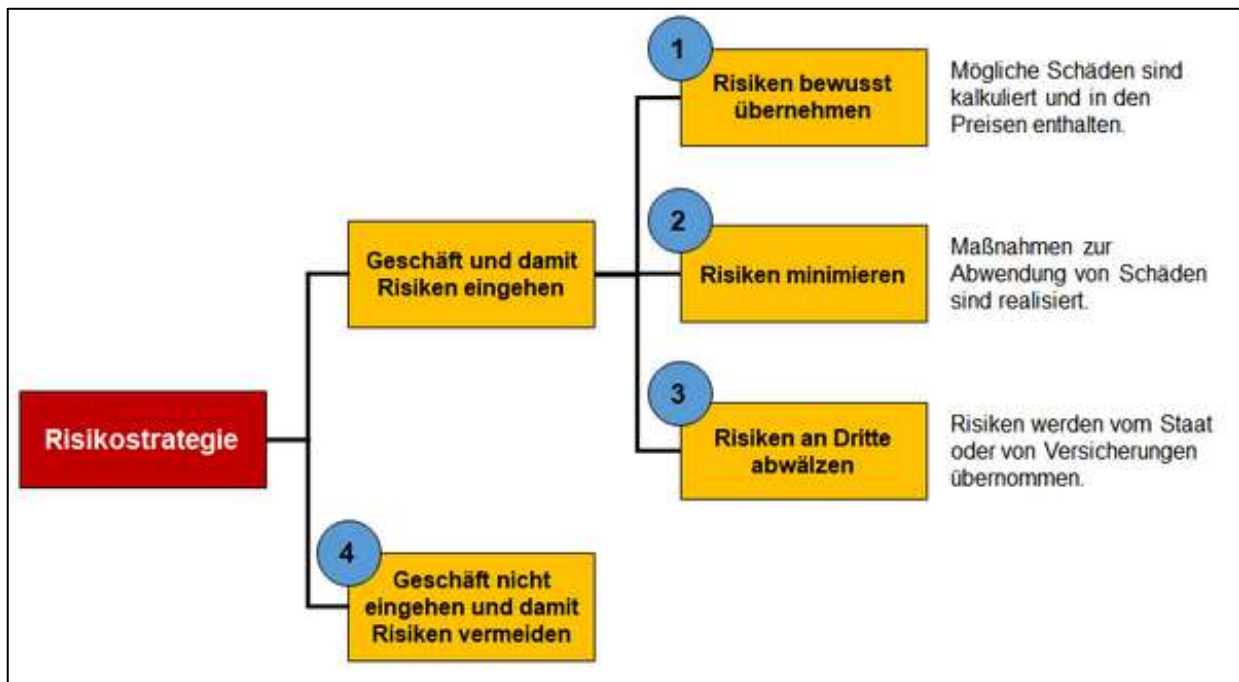 1
Risiken bewusst
übernehmen
Mögliche Schäden sind
kalkuliert und in den
Preisen enthalten.
2
Geschäft und damit
Risiken eingehen
Risiken minimieren
Maßnahmen zur
Abwendung von Schäden
sind realisiert.
3
Risikostrategie
Risiken an Dritte
abwälzen
Risiken werden vom Staat
oder von Versicherungen
übernommen.
4
Geschäft nicht
eingehen und damit
Risiken vermeiden